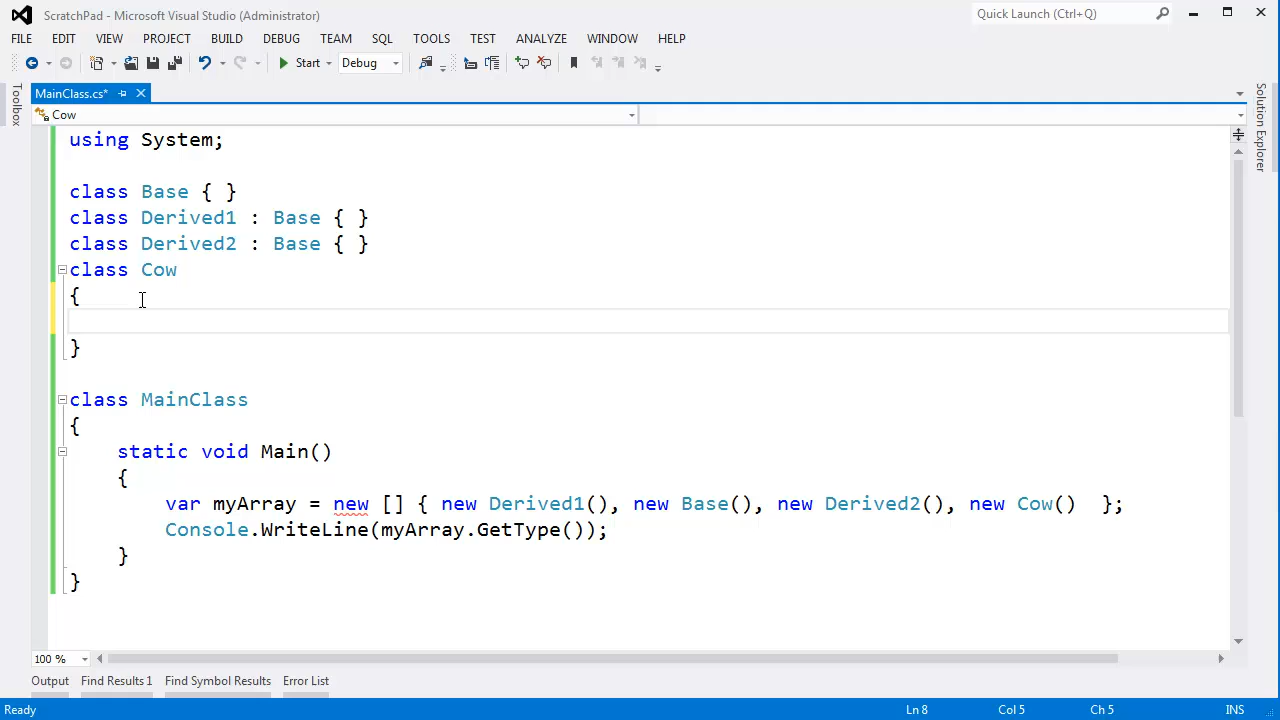 ScratchPad - Microsoft Visual Studio (Administrator)
Quick Launch (Ctrl+Q)
FILE EDIT VIEW PROJECT BUILD DEBUG TEAM SQL TOOLS TEST ANALYZE WINDOW HELP
Start Debug
Toolbox
MainClass.cs*
Solution Explorer
Cow
using System;
class Base { }
class Derived1 : Base { }
class Derived2 : Base { }
class Cow
{
}
class MainClass
{
static void Main()
{
var myArray = new [] { new Derived1(), new Base(), new Derived2(), new Cow()  };
Console.WriteLine(myArray.GetType());
}
}
100 %
Output Find Results 1 Find Symbol Results Error List
Ready Ln 8 Col 5 Ch 5 INS